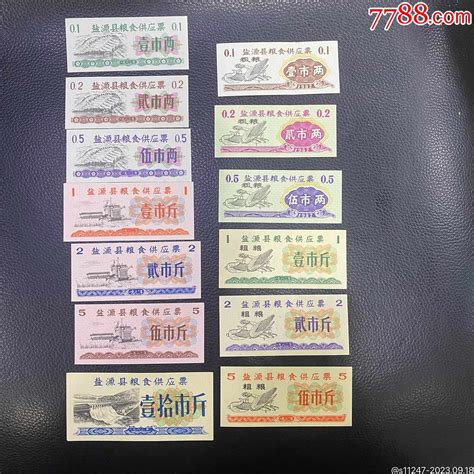 7788.com
0.1 盐源县粮食供应票
壹市两
0.2 盐源县粮食供应票 0.2
贰市两
0.5 盐源县粮食供应票 0.5
伍市两
1 盐源县粮食供应票 1
壹市斤
2 盐源县粮食供应票 2
贰市斤
5 盐源县粮食供应票 5
伍市斤
盐源县粮食供应票
壹拾市斤
0.1 盐源县粮食供应票 0.1
粗粮
壹市两
0.2 盐源县粮食供应票 0.2
粗粮
贰市两
1987
0.5 盐源县粮食供应票 0.5
粗粮
伍市两
1987
1 盐源县粮食供应票 1
粗粮
壹市斤
2 盐源县粮食供应票 2
粗粮
贰市斤
5 盐源县粮食供应票 5
粗粮
伍市斤
@s11247-2023.09.18